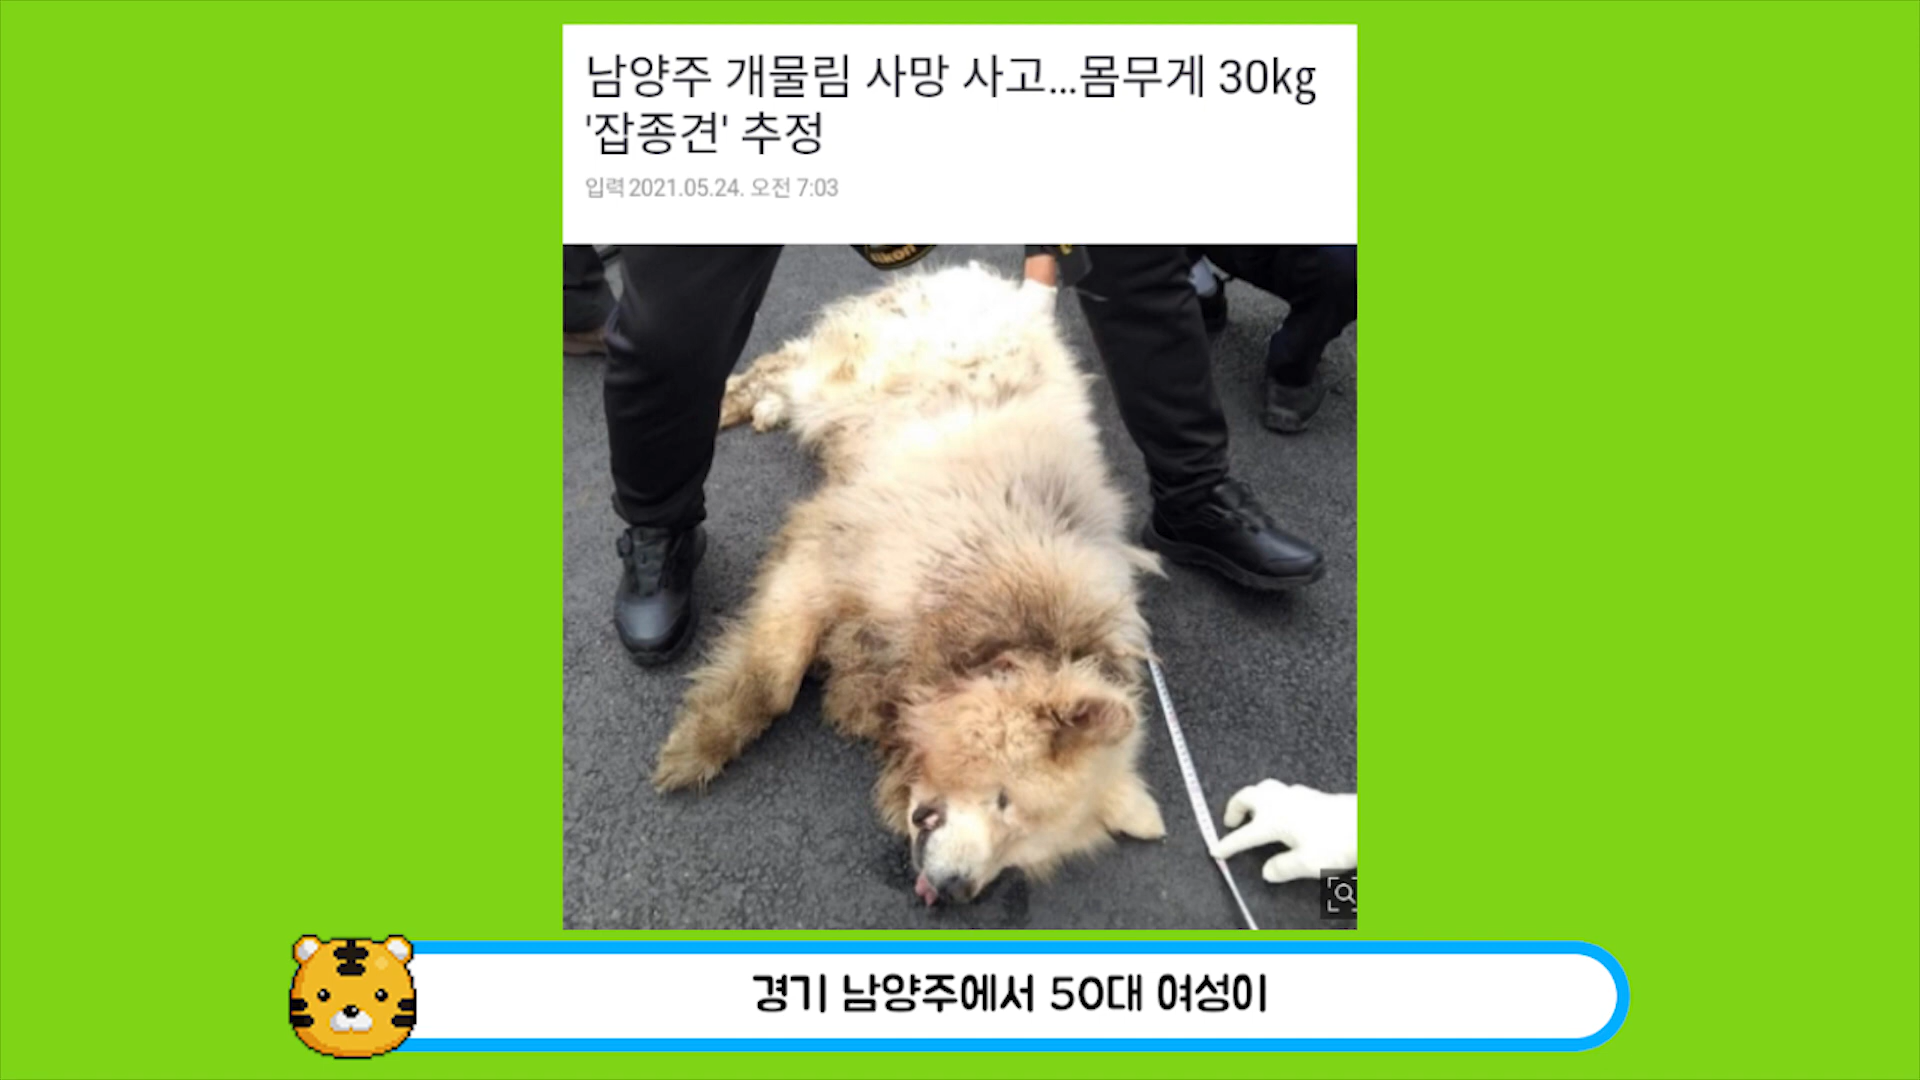 남양주 개물림 사망 사고...몸무게 30kg
'잡종견' 추정
입력 2021.05.24. 오전 7:03
Nikon
경기 남양주에서 50대 여성이